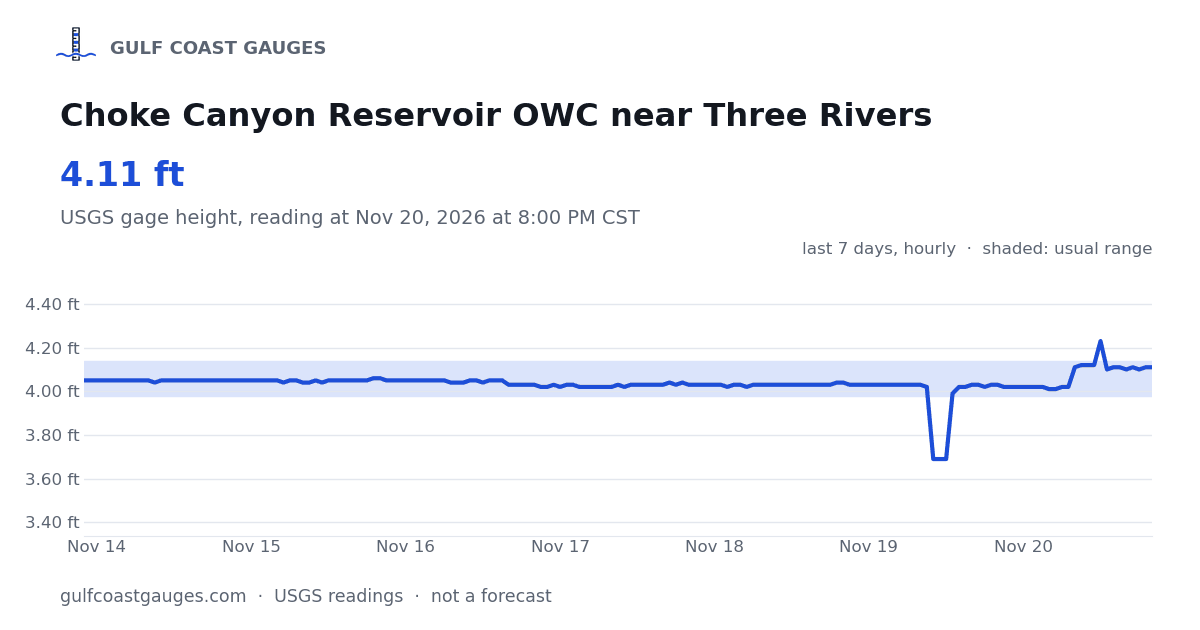 GULF COAST GAUGES
Choke Canyon Reservoir OWC near Three Rivers
4.11 ft
USGS gage height, reading at Nov 20, 2026 at 8:00 PM CST
last 7 days, hourly · shaded: usual range
4.40 ft
4.20 ft
4.00 ft
3.80 ft
3.60 ft
3.40 ft
Nov 14 Nov 15 Nov 16 Nov 17 Nov 18 Nov 19 Nov 20
gulfcoastgauges.com · USGS readings · not a forecast